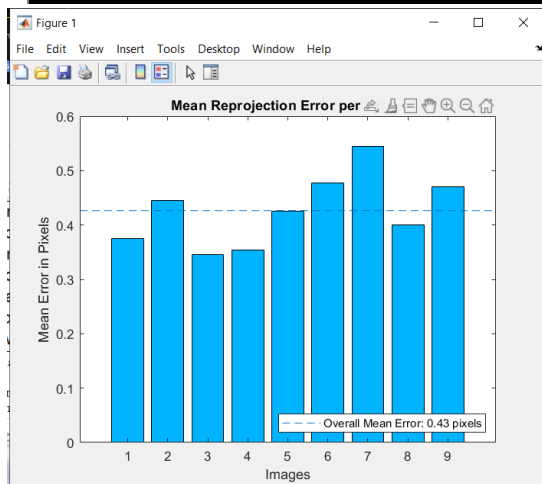 Figure 1
File Edit View Insert Tools Desktop Window Help
Mean Reprojection Error per
0.6
0.5
0.4
0.3
0.2
0.1
0
Mean Error in Pixels
Overall Mean Error: 0.43 pixels
1 2 3 4 5 6 7 8 9
Images